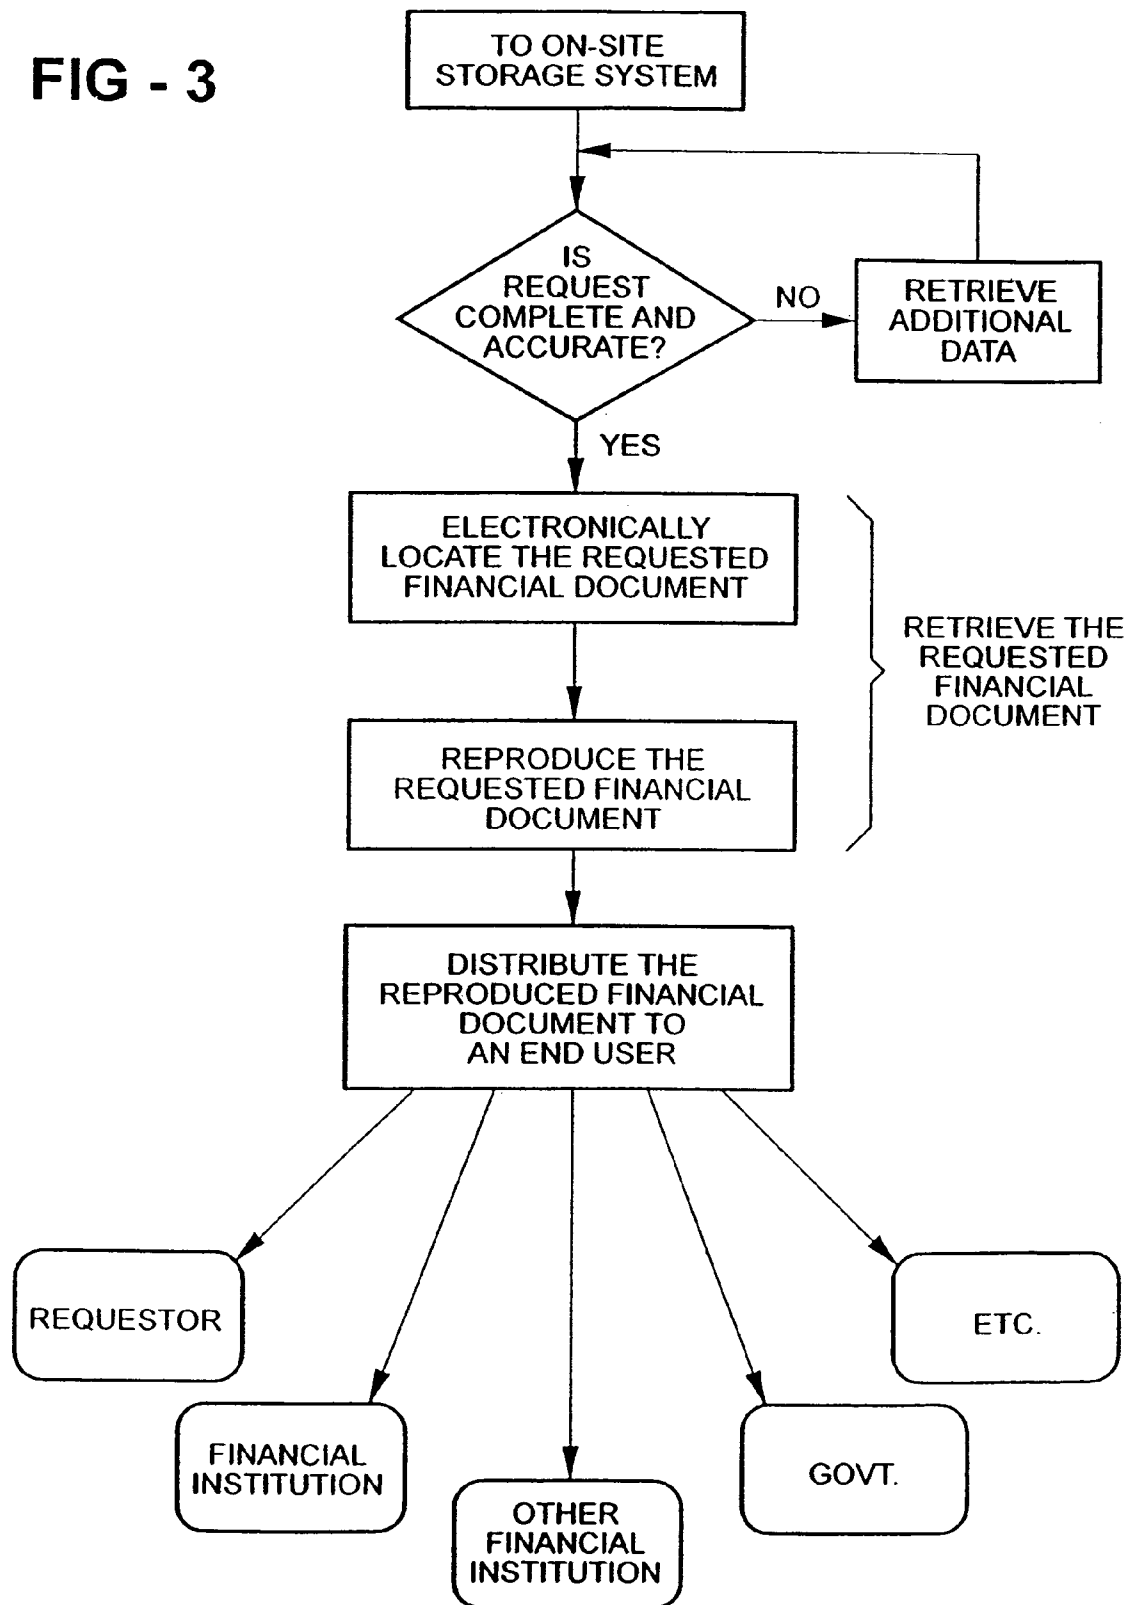 FIG - 3
TO ON-SITE
STORAGE SYSTEM
IS
REQUEST
COMPLETE AND
ACCURATE?
NO
RETRIEVE
ADDITIONAL
DATA
YES
ELECTRONICALLY
LOCATE THE REQUESTED
FINANCIAL DOCUMENT
RETRIEVE THE
REQUESTED
FINANCIAL
DOCUMENT
REPRODUCE THE
REQUESTED FINANCIAL
DOCUMENT
DISTRIBUTE THE
REPRODUCED FINANCIAL
DOCUMENT TO
AN END USER
REQUESTOR
FINANCIAL
INSTITUTION
OTHER
FINANCIAL
INSTITUTION
GOVT.
ETC.